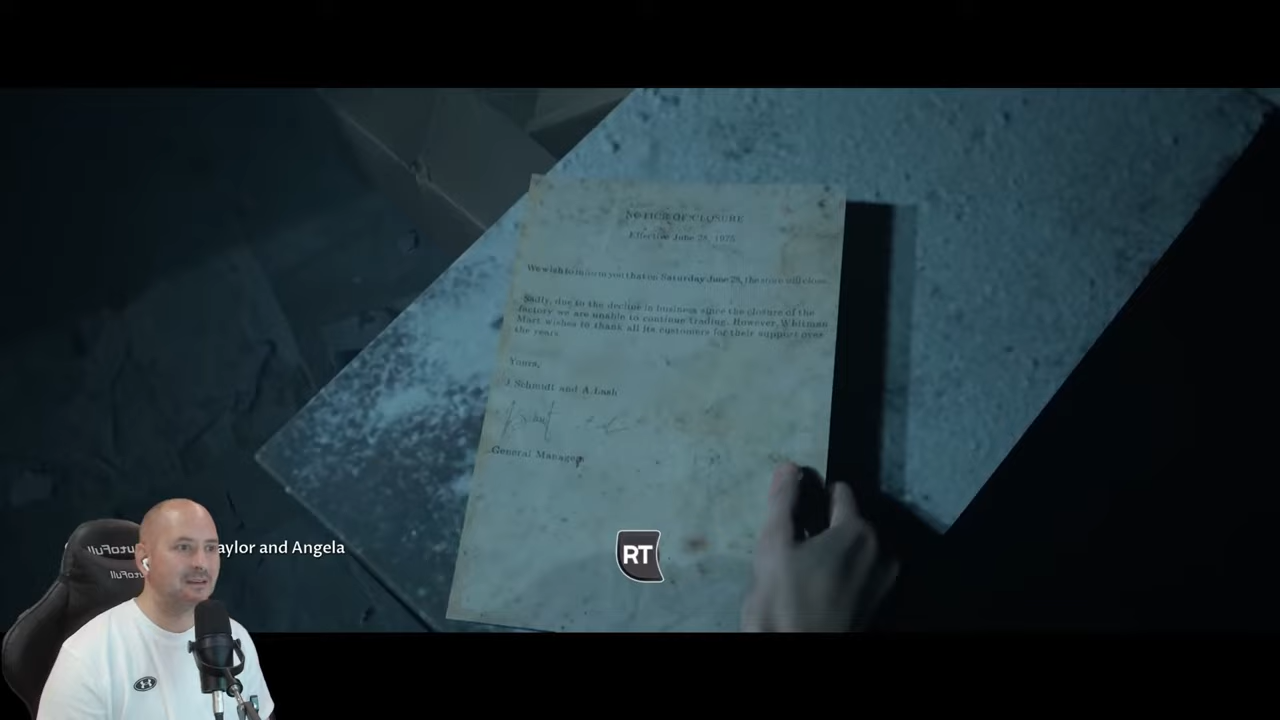 NOTICE OF CLOSURE
Effective June 28, 1975
We wish to inform you that on Saturday June 28, the store will close.
Sadly, due to the decline in business since the closure of the
factory we are unable to continue trading. However, Whitman
Mart wishes to thank all its customers for their support over
the years.
Yours,
J. Schmidt and A. Lash
General Managers
RT
aylor and Angela
AutoFull
AutoFull